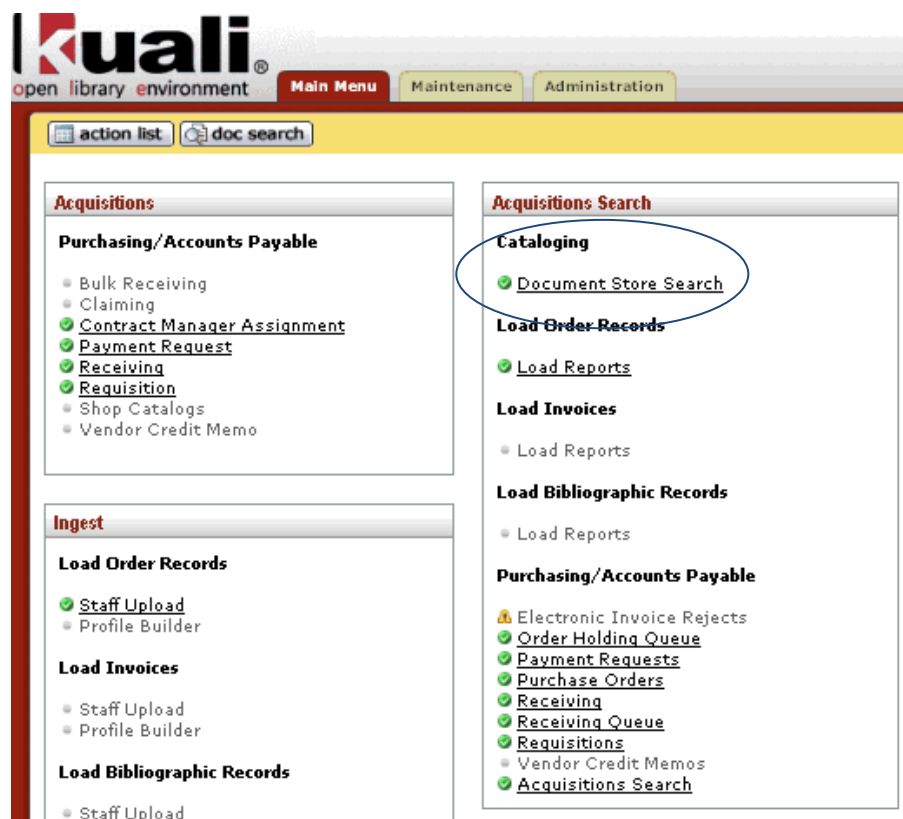 kuali®
open library environment
Main Menu Maintenance Administration
action list doc search
Acquisitions
Purchasing/Accounts Payable
Bulk Receiving
Claiming
Contract Manager Assignment
Payment Request
Receiving
Requisition
Shop Catalogs
Vendor Credit Memo
Ingest
Load Order Records
Staff Upload
Profile Builder
Load Invoices
Staff Upload
Profile Builder
Load Bibliographic Records
Staff Upload
Acquisitions Search
Cataloging
Document Store Search
Load Order Records
Load Reports
Load Invoices
Load Reports
Load Bibliographic Records
Load Reports
Purchasing/Accounts Payable
Electronic Invoice Rejects
Order Holding Queue
Payment Requests
Purchase Orders
Receiving
Receiving Queue
Requisitions
Vendor Credit Memos
Acquisitions Search